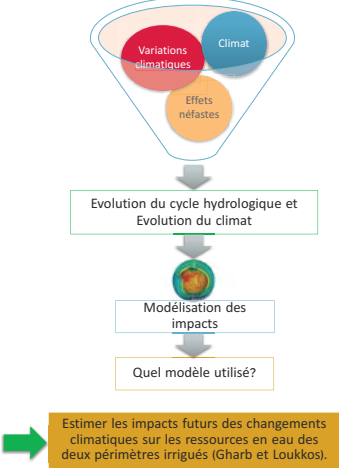 Variations
climatiques
Climat
Effets
néfastes
Evolution du cycle hydrologique et
Evolution du climat
Modélisation des
impacts
Quel modèle utilisé?
Estimer les impacts futurs des changements
climatiques sur les ressources en eau des
deux périmètres irrigués (Gharb et Loukkos).